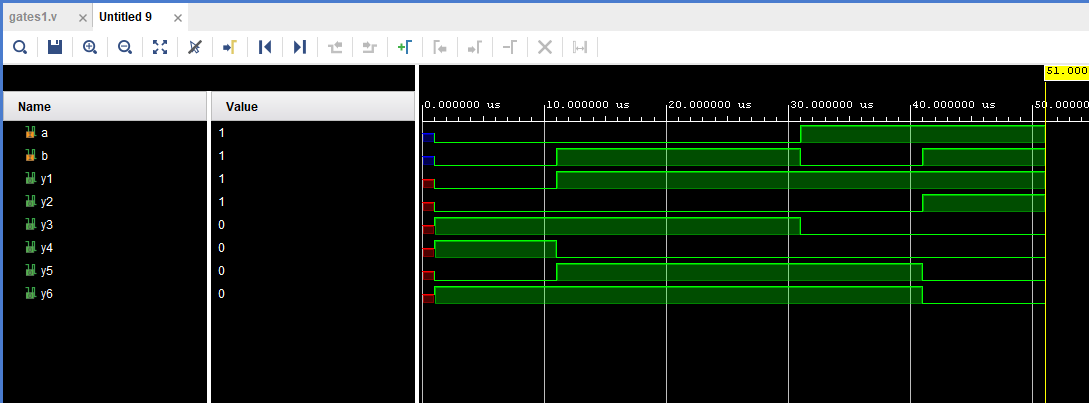 gates1.v
Untitled 9
51.000
Name Value
0.000000 us 10.000000 us 20.000000 us 30.000000 us 40.000000 us 50.00000
a 1
b 1
y1 1
y2 1
y3 0
y4 0
y5 0
y6 0